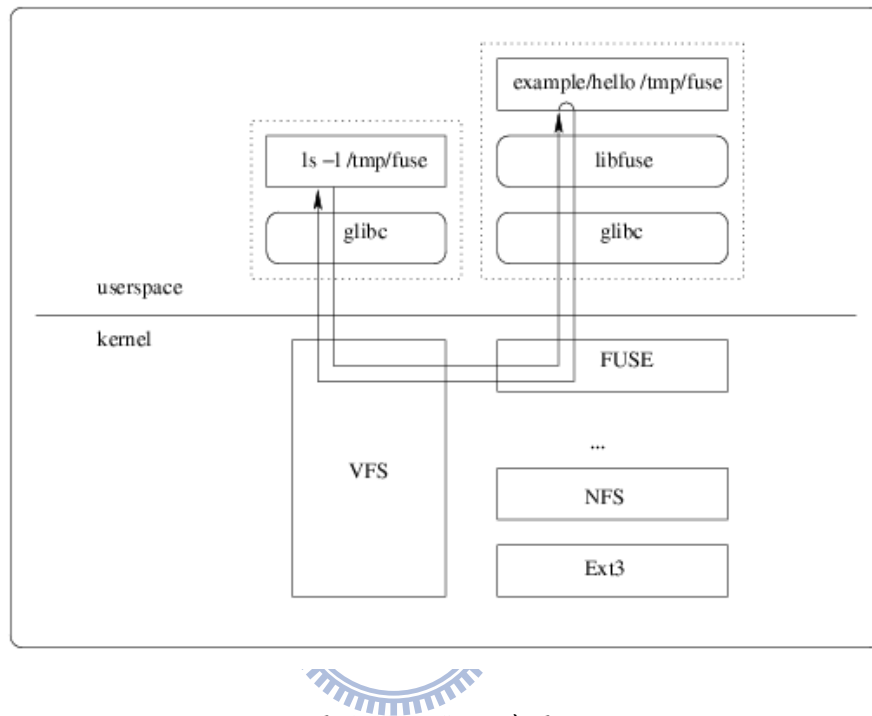 example/hello /tmp/fuse
ls –l /tmp/fuse
libfuse
glibc
glibc
userspace
kernel
FUSE
VFS
...
NFS
Ext3